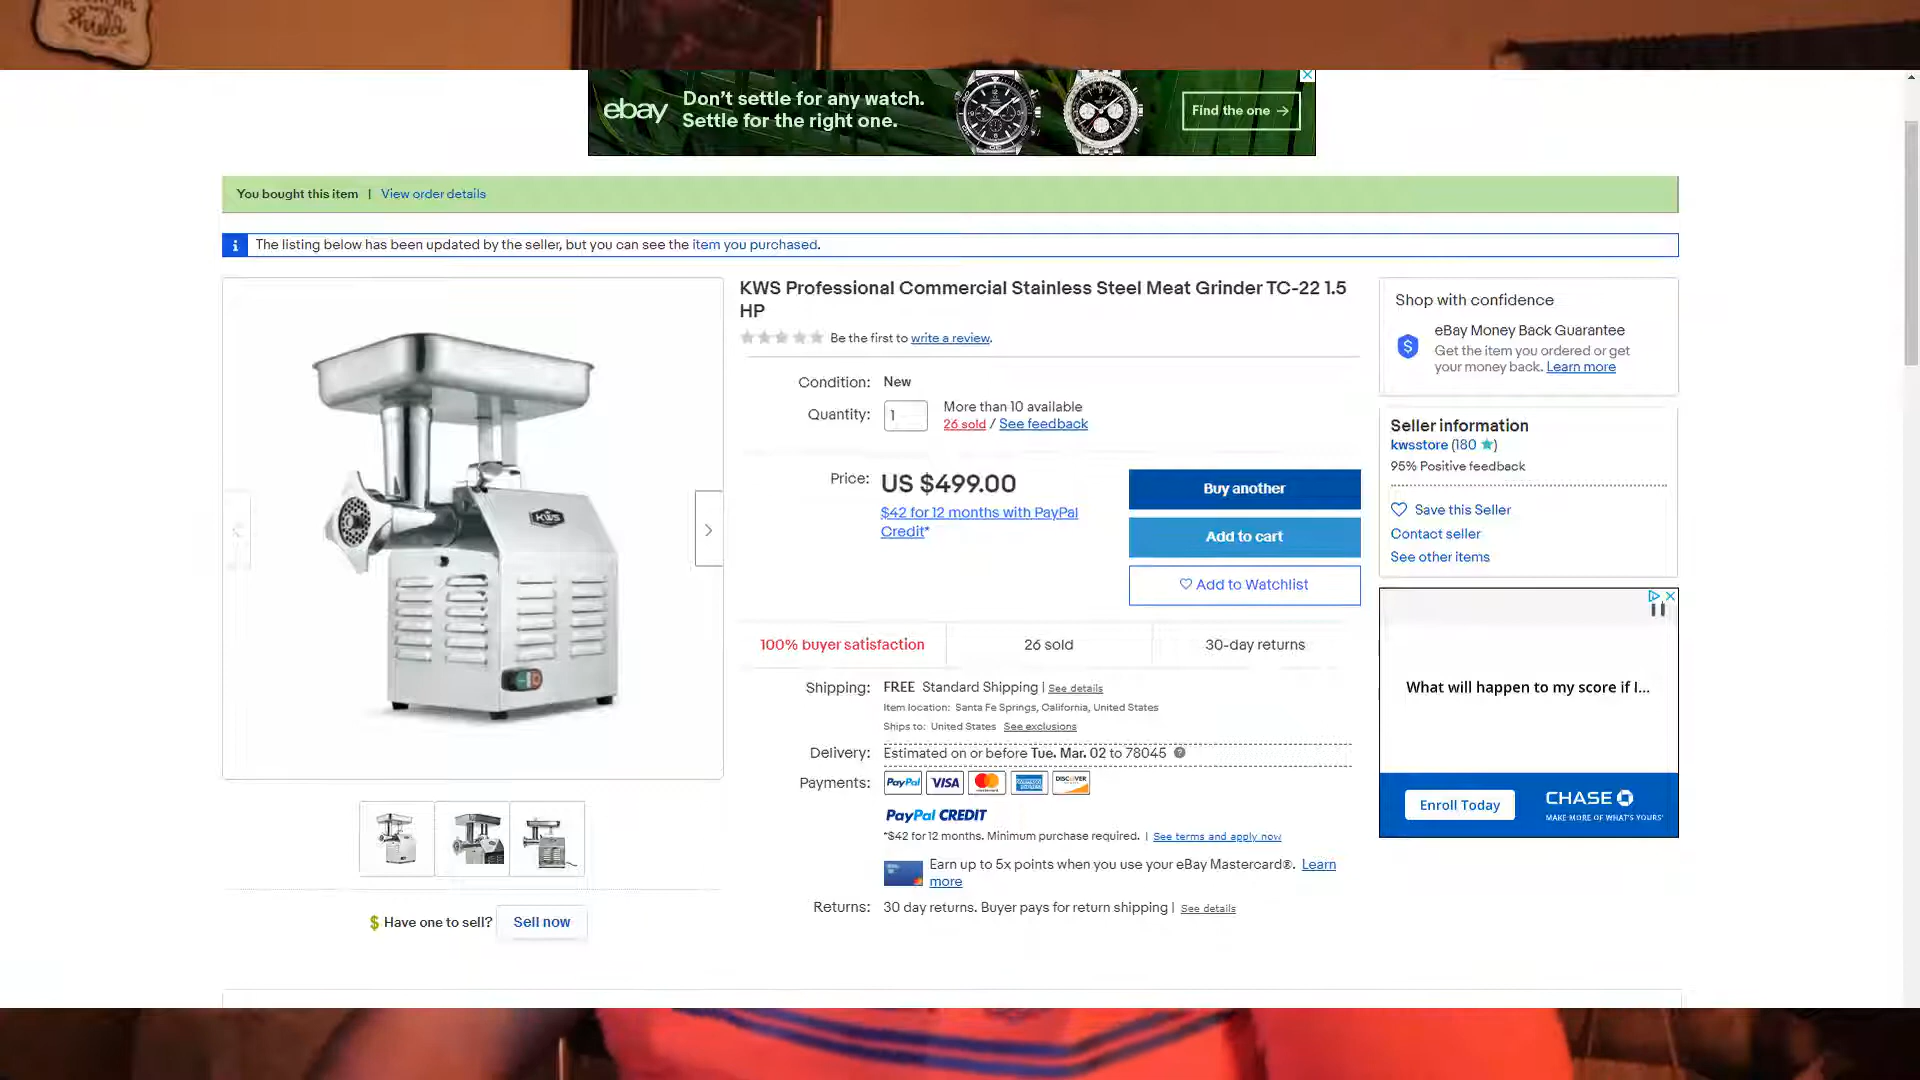 ebay
Don't settle for any watch.
Settle for the right one.
Find the one →
You bought this item | View order details
The listing below has been updated by the seller, but you can see the item you purchased.
KWS Professional Commercial Stainless Steel Meat Grinder TC-22 1.5
HP
Be the first to write a review.
Condition: New
Quantity: 1
More than 10 available
26 sold / See feedback
Price: US $499.00
$42 for 12 months with PayPal
Credit*
Buy another
Add to cart
Add to Watchlist
100% buyer satisfaction
26 sold
30-day returns
Shipping: FREE Standard Shipping | See details
Item location: Santa Fe Springs, California, United States
Ships to: United States See exclusions
Delivery: Estimated on or before Tue. Mar. 02 to 78045
Payments: PayPal VISA MasterCard DISCOVER
PayPal CREDIT
*$42 for 12 months. Minimum purchase required. | See terms and apply now
Earn up to 5x points when you use your eBay Mastercard®. Learn
more
Returns: 30 day returns. Buyer pays for return shipping | See details
KWS
$ Have one to sell? Sell now
Shop with confidence
eBay Money Back Guarantee
Get the item you ordered or get
your money back. Learn more
Seller information
kwsstore (180 ★)
95% Positive feedback
Save this Seller
Contact seller
See other items
What will happen to my score if I...
Enroll Today
CHASE
MAKE MORE OF WHAT'S YOURS